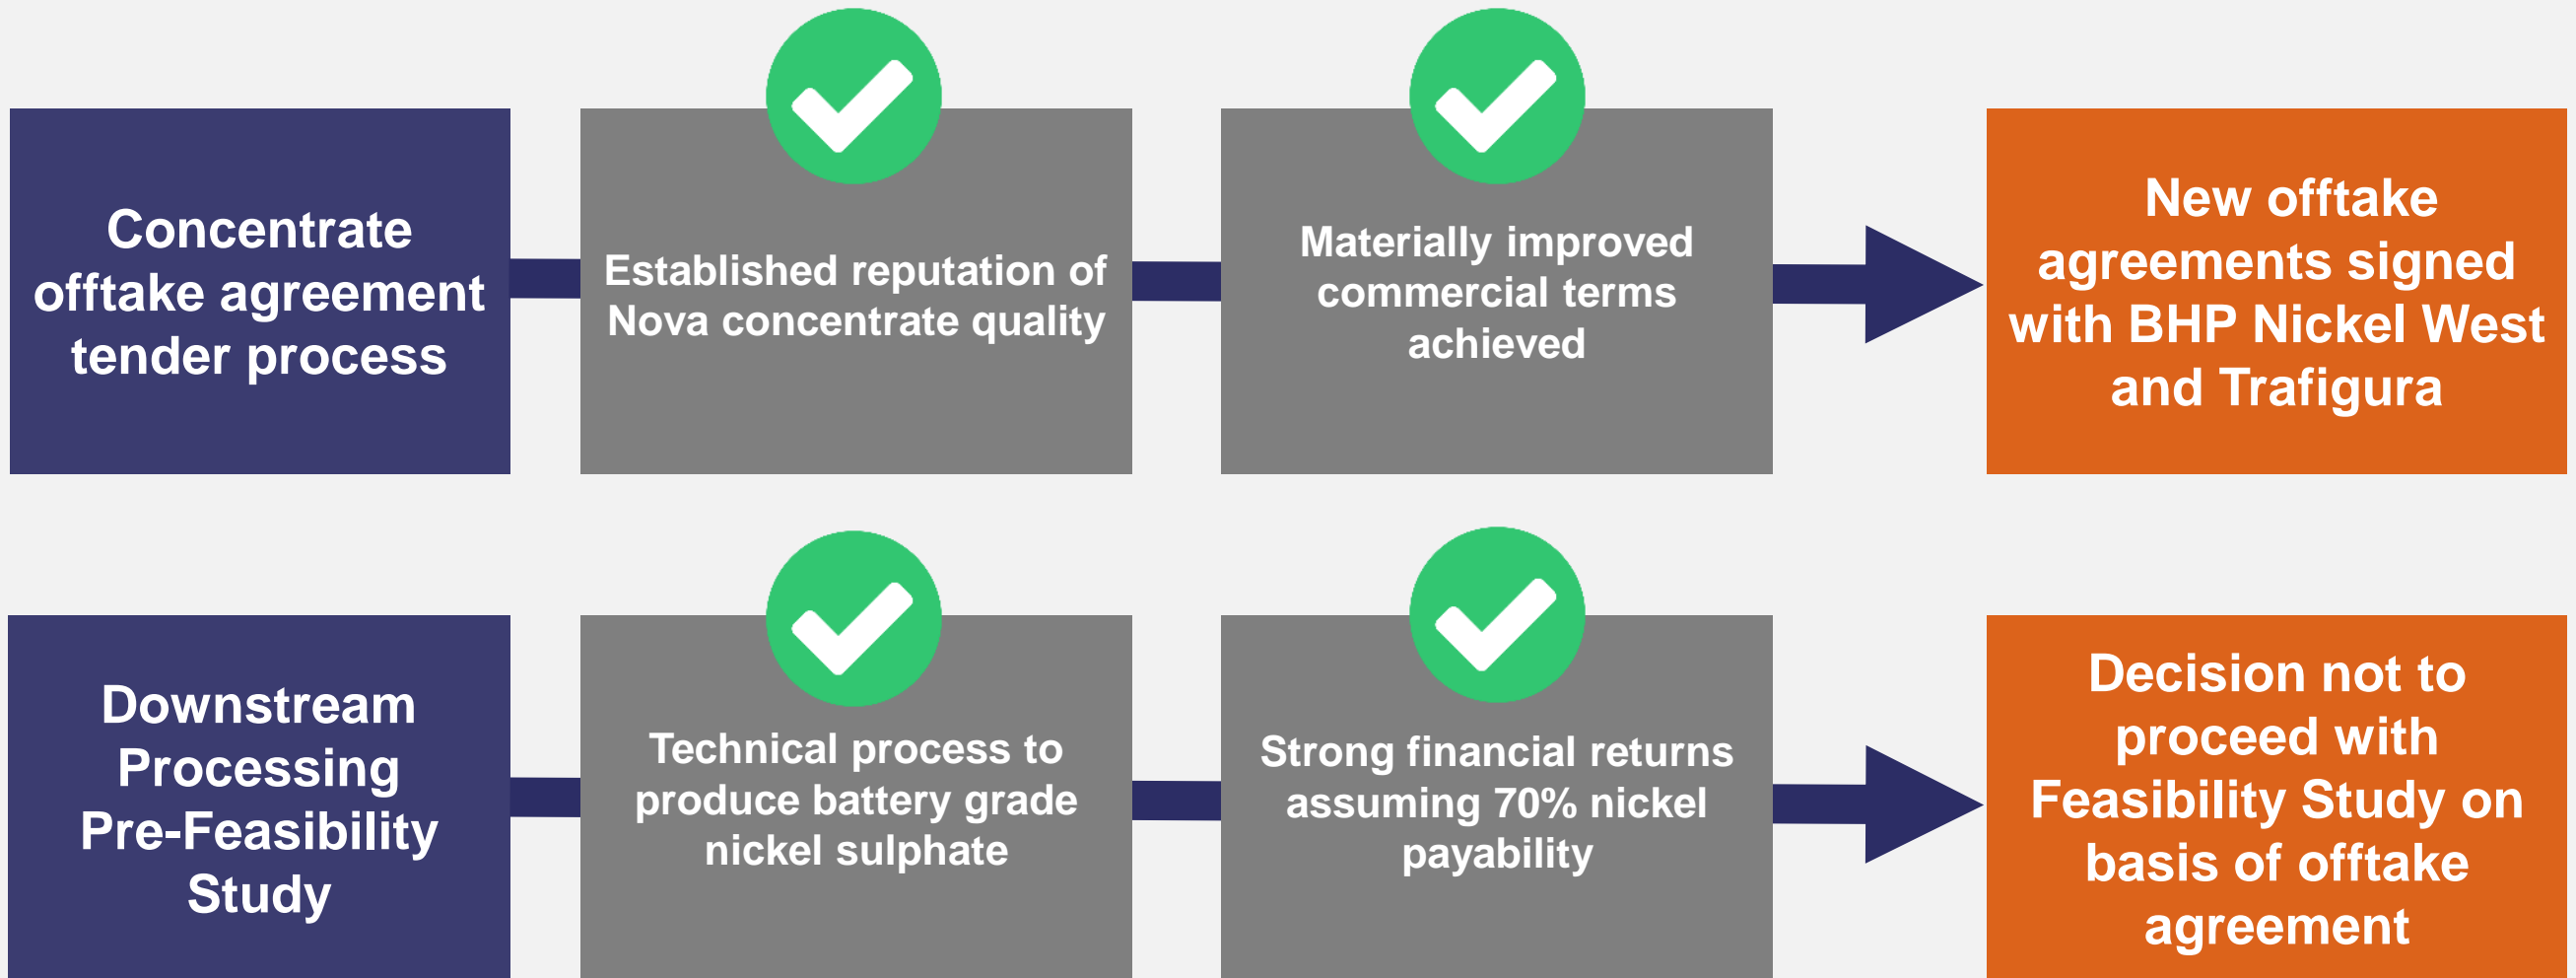 Concentrate
offtake agreement
tender process
Established reputation of
Nova concentrate quality
Materially improved
commercial terms
achieved
New offtake
agreements signed
with BHP Nickel West
and Trafigura
Downstream
Processing
Pre-Feasibility
Study
Technical process to
produce battery grade
nickel sulphate
Strong financial returns
assuming 70% nickel
payability
Decision not to
proceed with
Feasibility Study on
basis of offtake
agreement